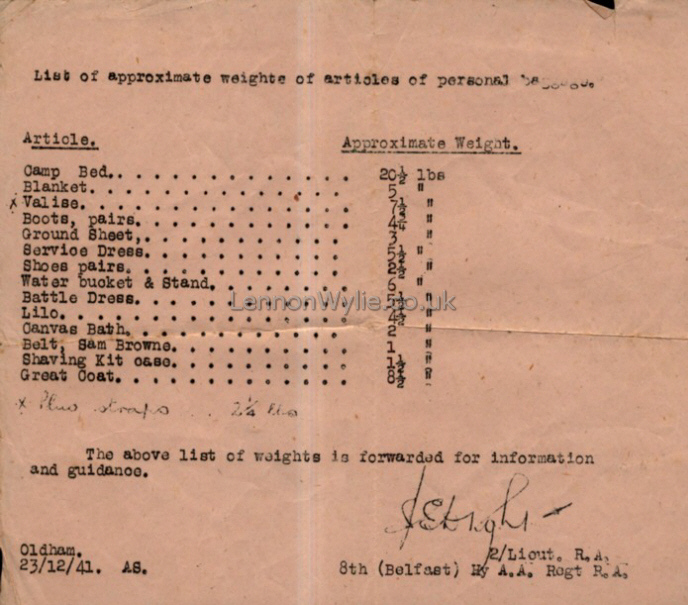 List of approximate weights of articles of personal
Article. Approximate Weight.
Camp Bed. . . . . . . . . . . . . . . 20½ lbs
Blanket. . . . . . . . . . . . . . . . 5 "
x Valise. . . . . . . . . . . . . . . . 7½ "
Boots, pairs. . . . . . . . . . . . . 4¼ "
Ground Sheet,. . . . . . . . . . . . 3 "
Service Dress. . . . . . . . . . . . 5½ "
Shoes pairs. . . . . . . . . . . . . 2½ "
Water bucket & Stand. . . . . . . . 6 "
Battle Dress. . . . . . . . . . . . . 5½ "
LennonWylie.co.uk
Lilo. . . . . . . . . . . . . . . . . 4½ "
Canvas Bath. . . . . . . . . . . . . 2 "
Belt, Sam Browne. . . . . . . . . . 1 "
Shaving Kit case. . . . . . . . . . 1½ "
Great Coat. . . . . . . . . . . . . . 8½ "
x Plus straps . . 2¼ lbs
The above list of weights is forwarded for information
and guidance.
2/Lieut. R.A.
Oldham.
23/12/41. AS. 8th (Belfast) Hy A.A. Regt R.A.